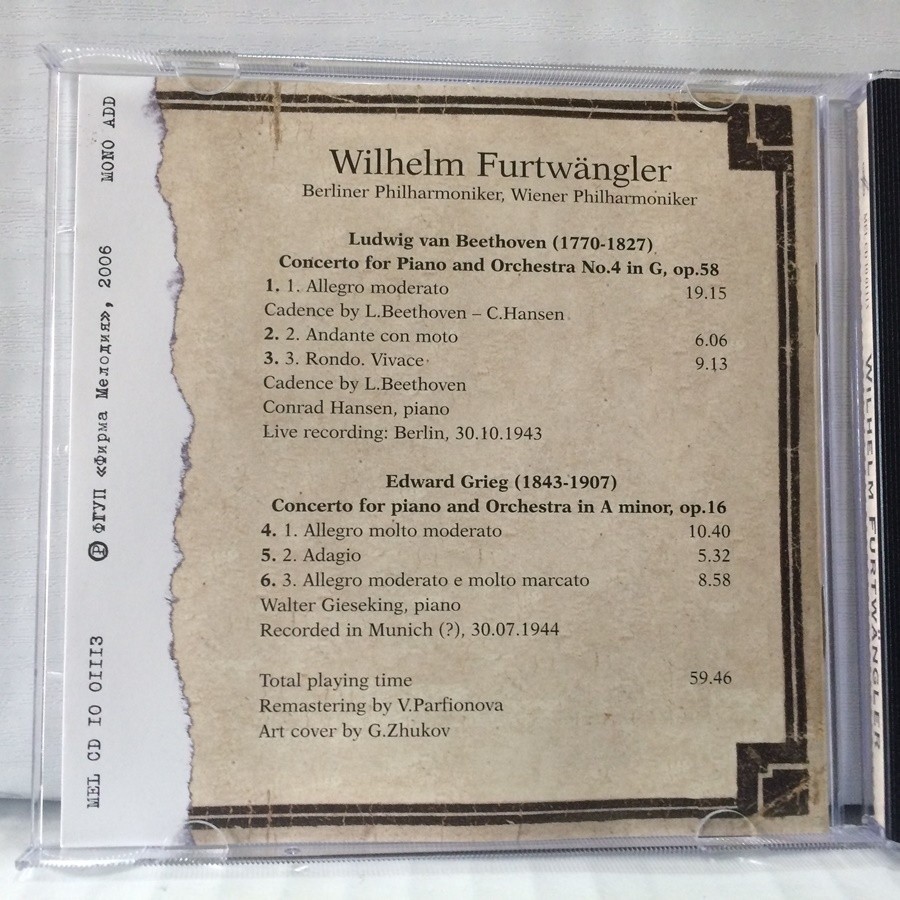 Wilhelm Furtwängler
Berliner Philharmoniker, Wiener Philharmoniker
Ludwig van Beethoven (1770-1827)
Concerto for Piano and Orchestra No.4 in G, op.58
1. 1. Allegro moderato 19.15
Cadence by L.Beethoven – C.Hansen
2. 2. Andante con moto 6.06
3. 3. Rondo. Vivace 9.13
Cadence by L.Beethoven
Conrad Hansen, piano
Live recording: Berlin, 30.10.1943
Edward Grieg (1843-1907)
Concerto for piano and Orchestra in A minor, op.16
4. 1. Allegro molto moderato 10.40
5. 2. Adagio 5.32
6. 3. Allegro moderato e molto marcato 8.58
Walter Gieseking, piano
Recorded in Munich (?), 30.07.1944
Total playing time 59.46
Remastering by V.Parfionova
Art cover by G.Zhukov
MEL CD IO OIII3 Ⓟ ФГУП «Фирма Мелодия», 2006 MONO ADD
WILHELM FURTWÄNGLER